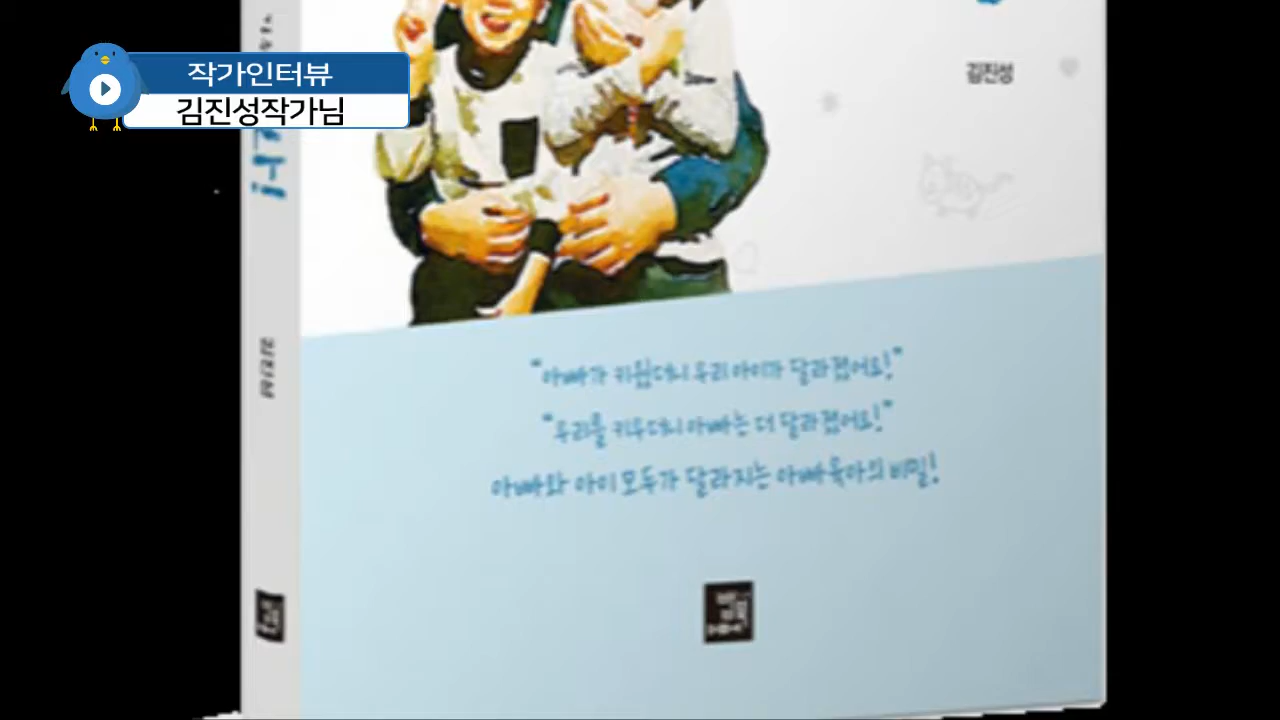 작가인터뷰
김진성작가님
김진성
"아빠가 키웠더니 우리 아이가 달라졌어요!"
"우리를 키우더니 아빠는 더 달라졌어요!"
아빠와 아이 모두가 달라지는 아빠육아의 비밀!
김진성